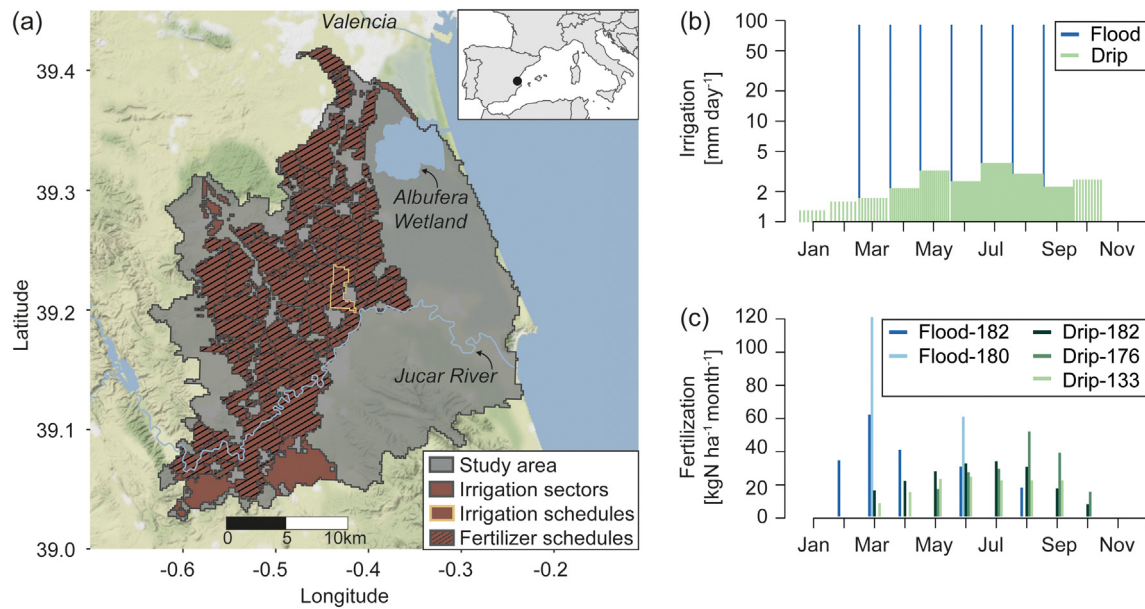 (a)
Valencia
39.4
39.3
39.2
39.1
39.0
Latitude
Albufera
Wetland
Jucar River
Study area
Irrigation sectors
Irrigation schedules
Fertilizer schedules
0 5 10km
-0.6 -0.5 -0.4 -0.3 -0.2
Longitude
(b)
Flood
Drip
100
50
20
10
5
2
1
Irrigation
[mm day-1]
Jan Mar May Jul Sep Nov
(c)
Flood-182
Flood-180
Drip-182
Drip-176
Drip-133
120
100
80
60
40
20
0
Fertilization
[kgN ha-1 month-1]
Jan Mar May Jul Sep Nov